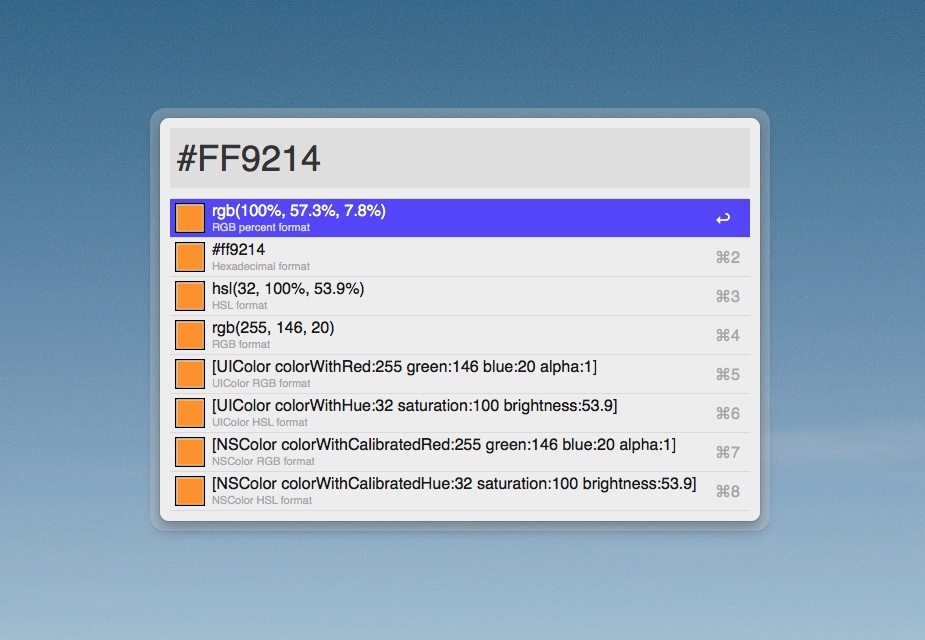 #FF9214
rgb(100%, 57.3%, 7.8%)
RGB percent format
↩
#ff9214
Hexadecimal format
⌘2
hsl(32, 100%, 53.9%)
HSL format
⌘3
rgb(255, 146, 20)
RGB format
⌘4
[UIColor colorWithRed:255 green:146 blue:20 alpha:1]
UIColor RGB format
⌘5
[UIColor colorWithHue:32 saturation:100 brightness:53.9]
UIColor HSL format
⌘6
[NSColor colorWithCalibratedRed:255 green:146 blue:20 alpha:1]
NSColor RGB format
⌘7
[NSColor colorWithCalibratedHue:32 saturation:100 brightness:53.9]
NSColor HSL format
⌘8